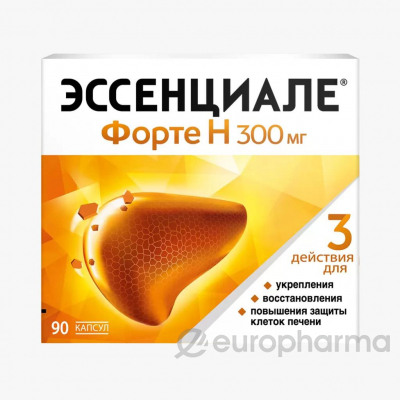 ЭССЕНЦИАЛЕ®
Форте Н 300 мг
3
действия
для
укрепления
восстановления
повышения защиты
клеток печени
90 КАПСУЛ
europharma